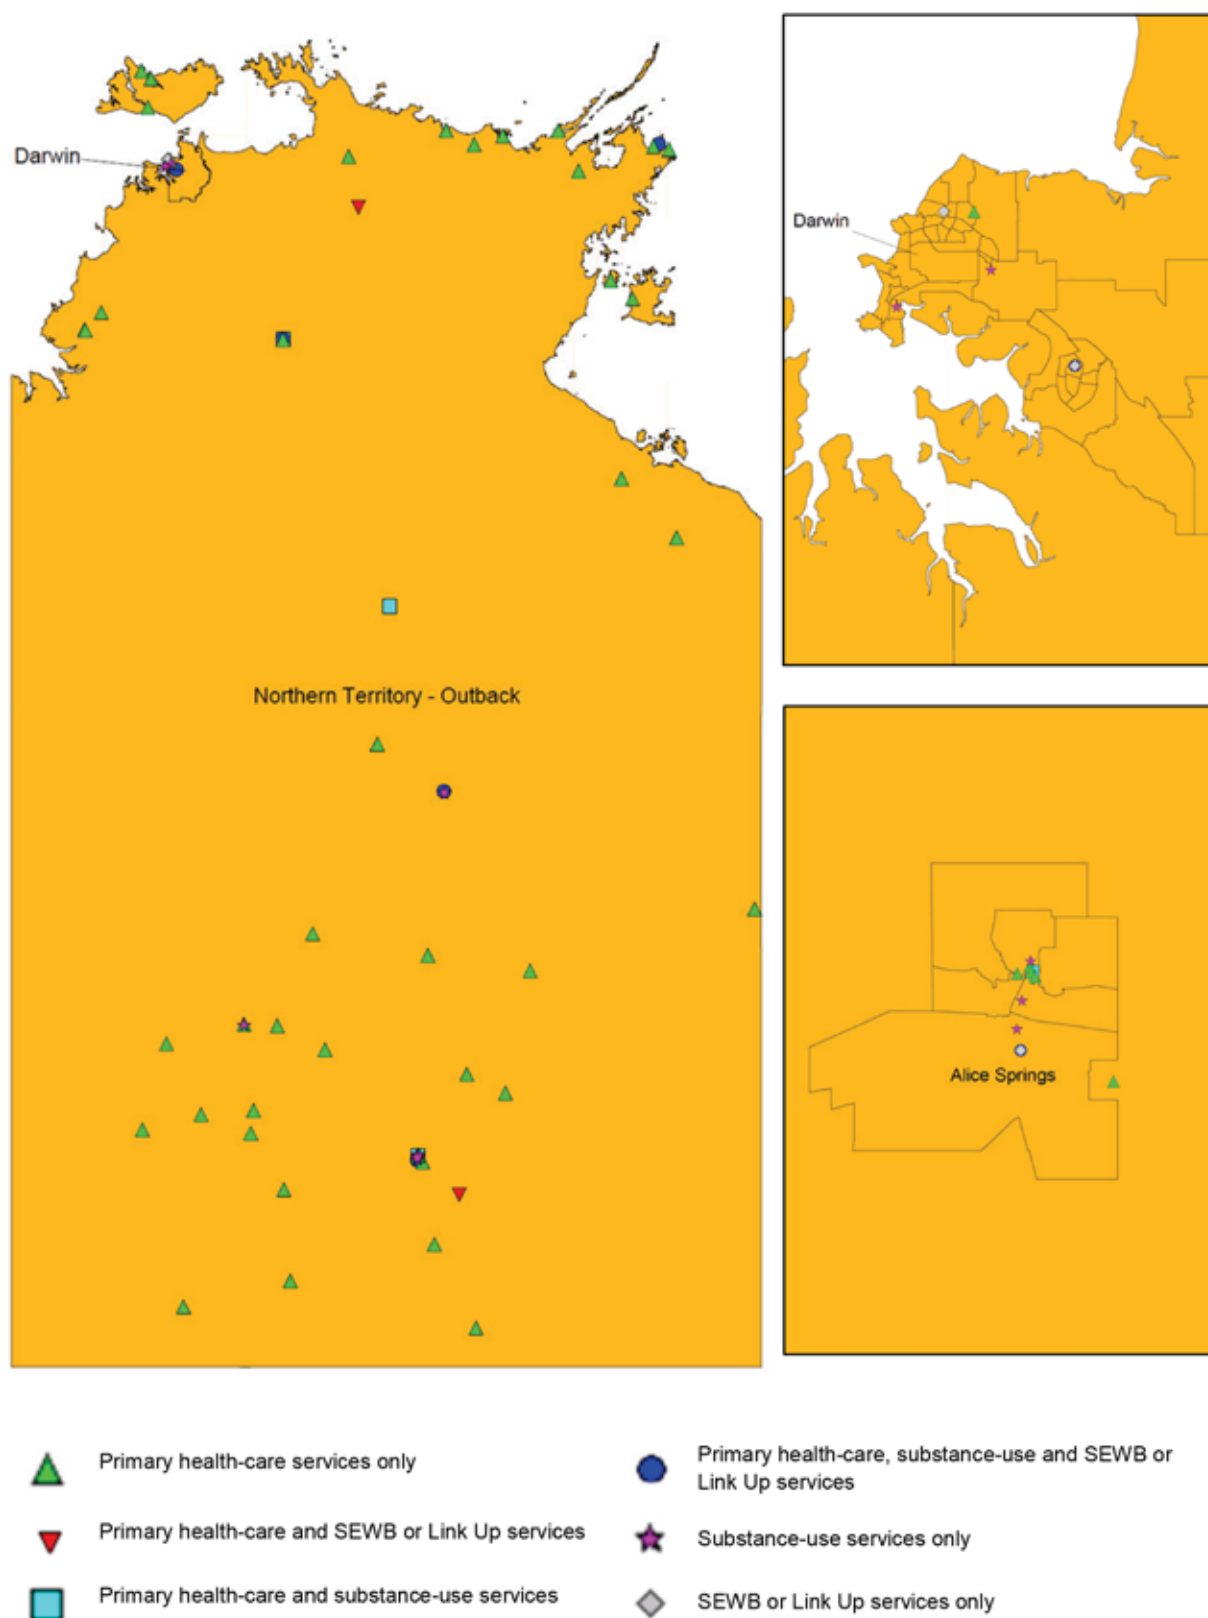 Darwin
Northern Territory - Outback
Darwin
Alice Springs
Primary health-care services only
Primary health-care and SEWB or Link Up services
Primary health-care and substance-use services
Primary health-care, substance-use and SEWB or
Link Up services
Substance-use services only
SEWB or Link Up services only